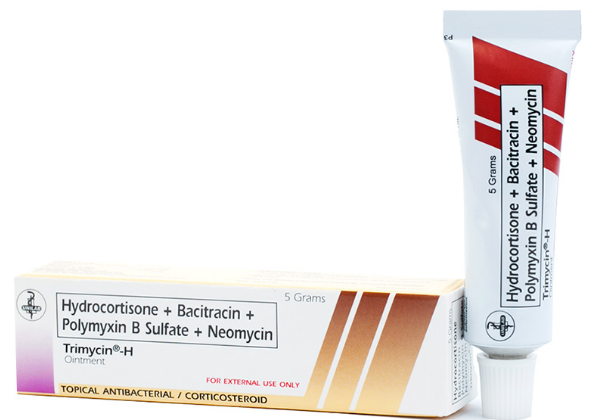 Hydrocortisone + Bacitracin +
Polymyxin B Sulfate + Neomycin
Trimycin®-H
Ointment
5 Grams
FOR EXTERNAL USE ONLY
TOPICAL ANTIBACTERIAL / CORTICOSTEROID
5 Grams
Hydrocortisone + Bacitracin +
Polymyxin B Sulfate + Neomycin
Trimycin®-H